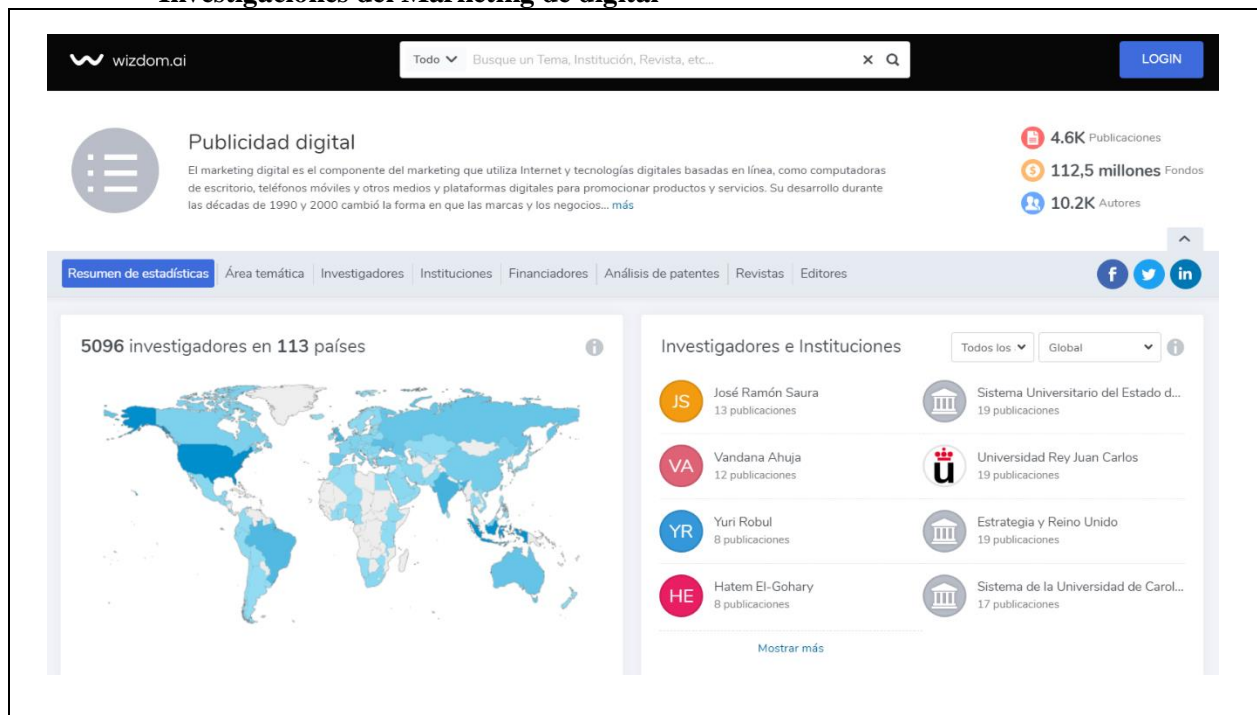 Investigaciones del Marketing de digital
wizdom.ai
Todo
Busque un Tema, Institución, Revista, etc...
LOGIN
Publicidad digital
El marketing digital es el componente del marketing que utiliza Internet y tecnologías digitales basadas en línea, como computadoras
de escritorio, teléfonos móviles y otros medios y plataformas digitales para promocionar productos y servicios. Su desarrollo durante
las décadas de 1990 y 2000 cambió la forma en que las marcas y los negocios... más
4.6K Publicaciones
112,5 millones Fondos
10.2K Autores
Resumen de estadísticas Área temática Investigadores Instituciones Financiadores Análisis de patentes Revistas Editores
5096 investigadores en 113 países
Investigadores e Instituciones
Todos los
Global
JS
José Ramón Saura
13 publicaciones
Sistema Universitario del Estado d...
19 publicaciones
VA
Vandana Ahuja
12 publicaciones
Universidad Rey Juan Carlos
19 publicaciones
YR
Yuri Robul
8 publicaciones
Estrategia y Reino Unido
19 publicaciones
HE
Hatem El-Gohary
8 publicaciones
Sistema de la Universidad de Carol...
17 publicaciones
Mostrar más